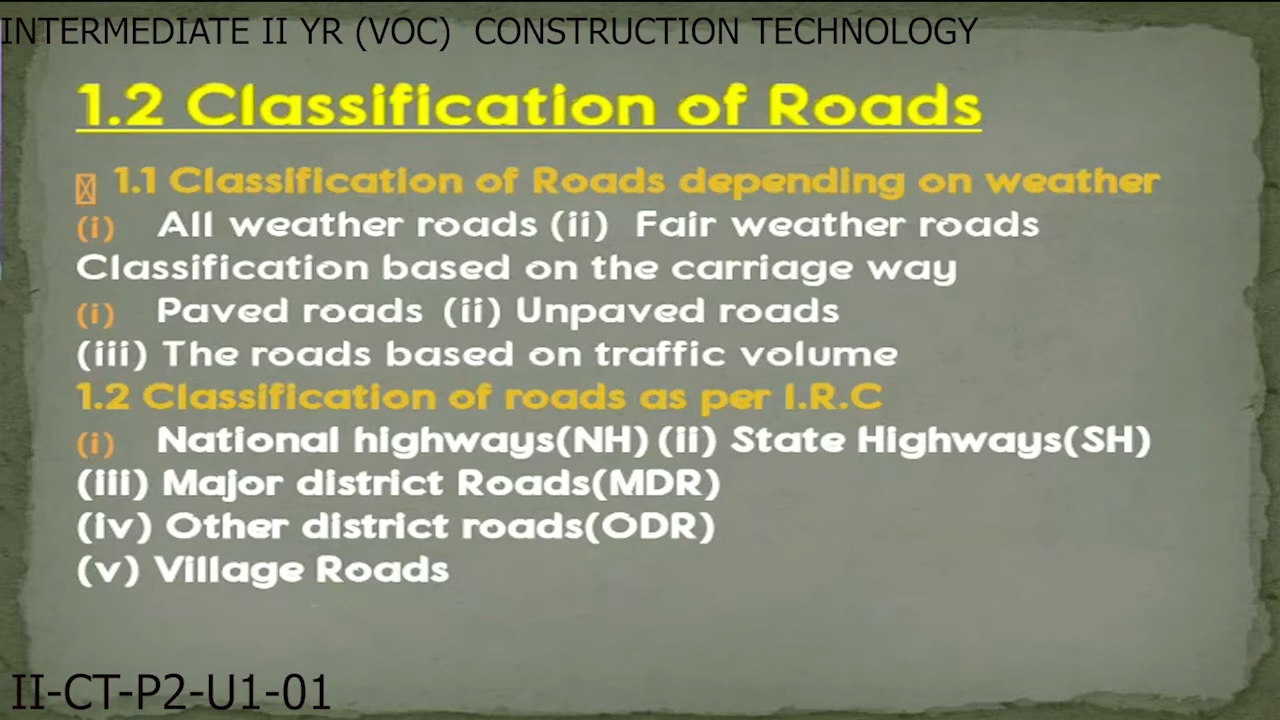 INTERMEDIATE II YR (VOC) CONSTRUCTION TECHNOLOGY
1.2 Classification of Roads
1.1 Classification of Roads depending on weather
(i) All weather roads (ii) Fair weather roads
Classification based on the carriage way
(i) Paved roads (ii) Unpaved roads
(iii) The roads based on traffic volume
1.2 Classification of roads as per I.R.C
(i) National highways(NH) (ii) State Highways(SH)
(iii) Major district Roads(MDR)
(iv) Other district roads(ODR)
(v) Village Roads
II-CT-P2-U1-01